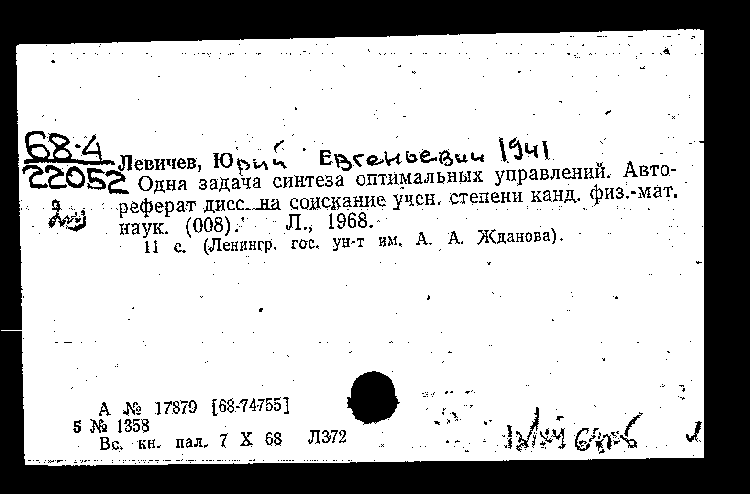 68-4
22052
Левичев, Юрий Евгеньевич 1941
Одна задача синтеза оптимальных управлений. Авто-
реферат дисс. на соискание учен. степени канд. физ.-мат.
наук. (008). Л., 1968.
11 с. (Ленингр. гос. ун-т им. А. А. Жданова).
А № 17879 [68-74755]
5 № 1358
Вс. кн. пал. 7 X 68 Л372